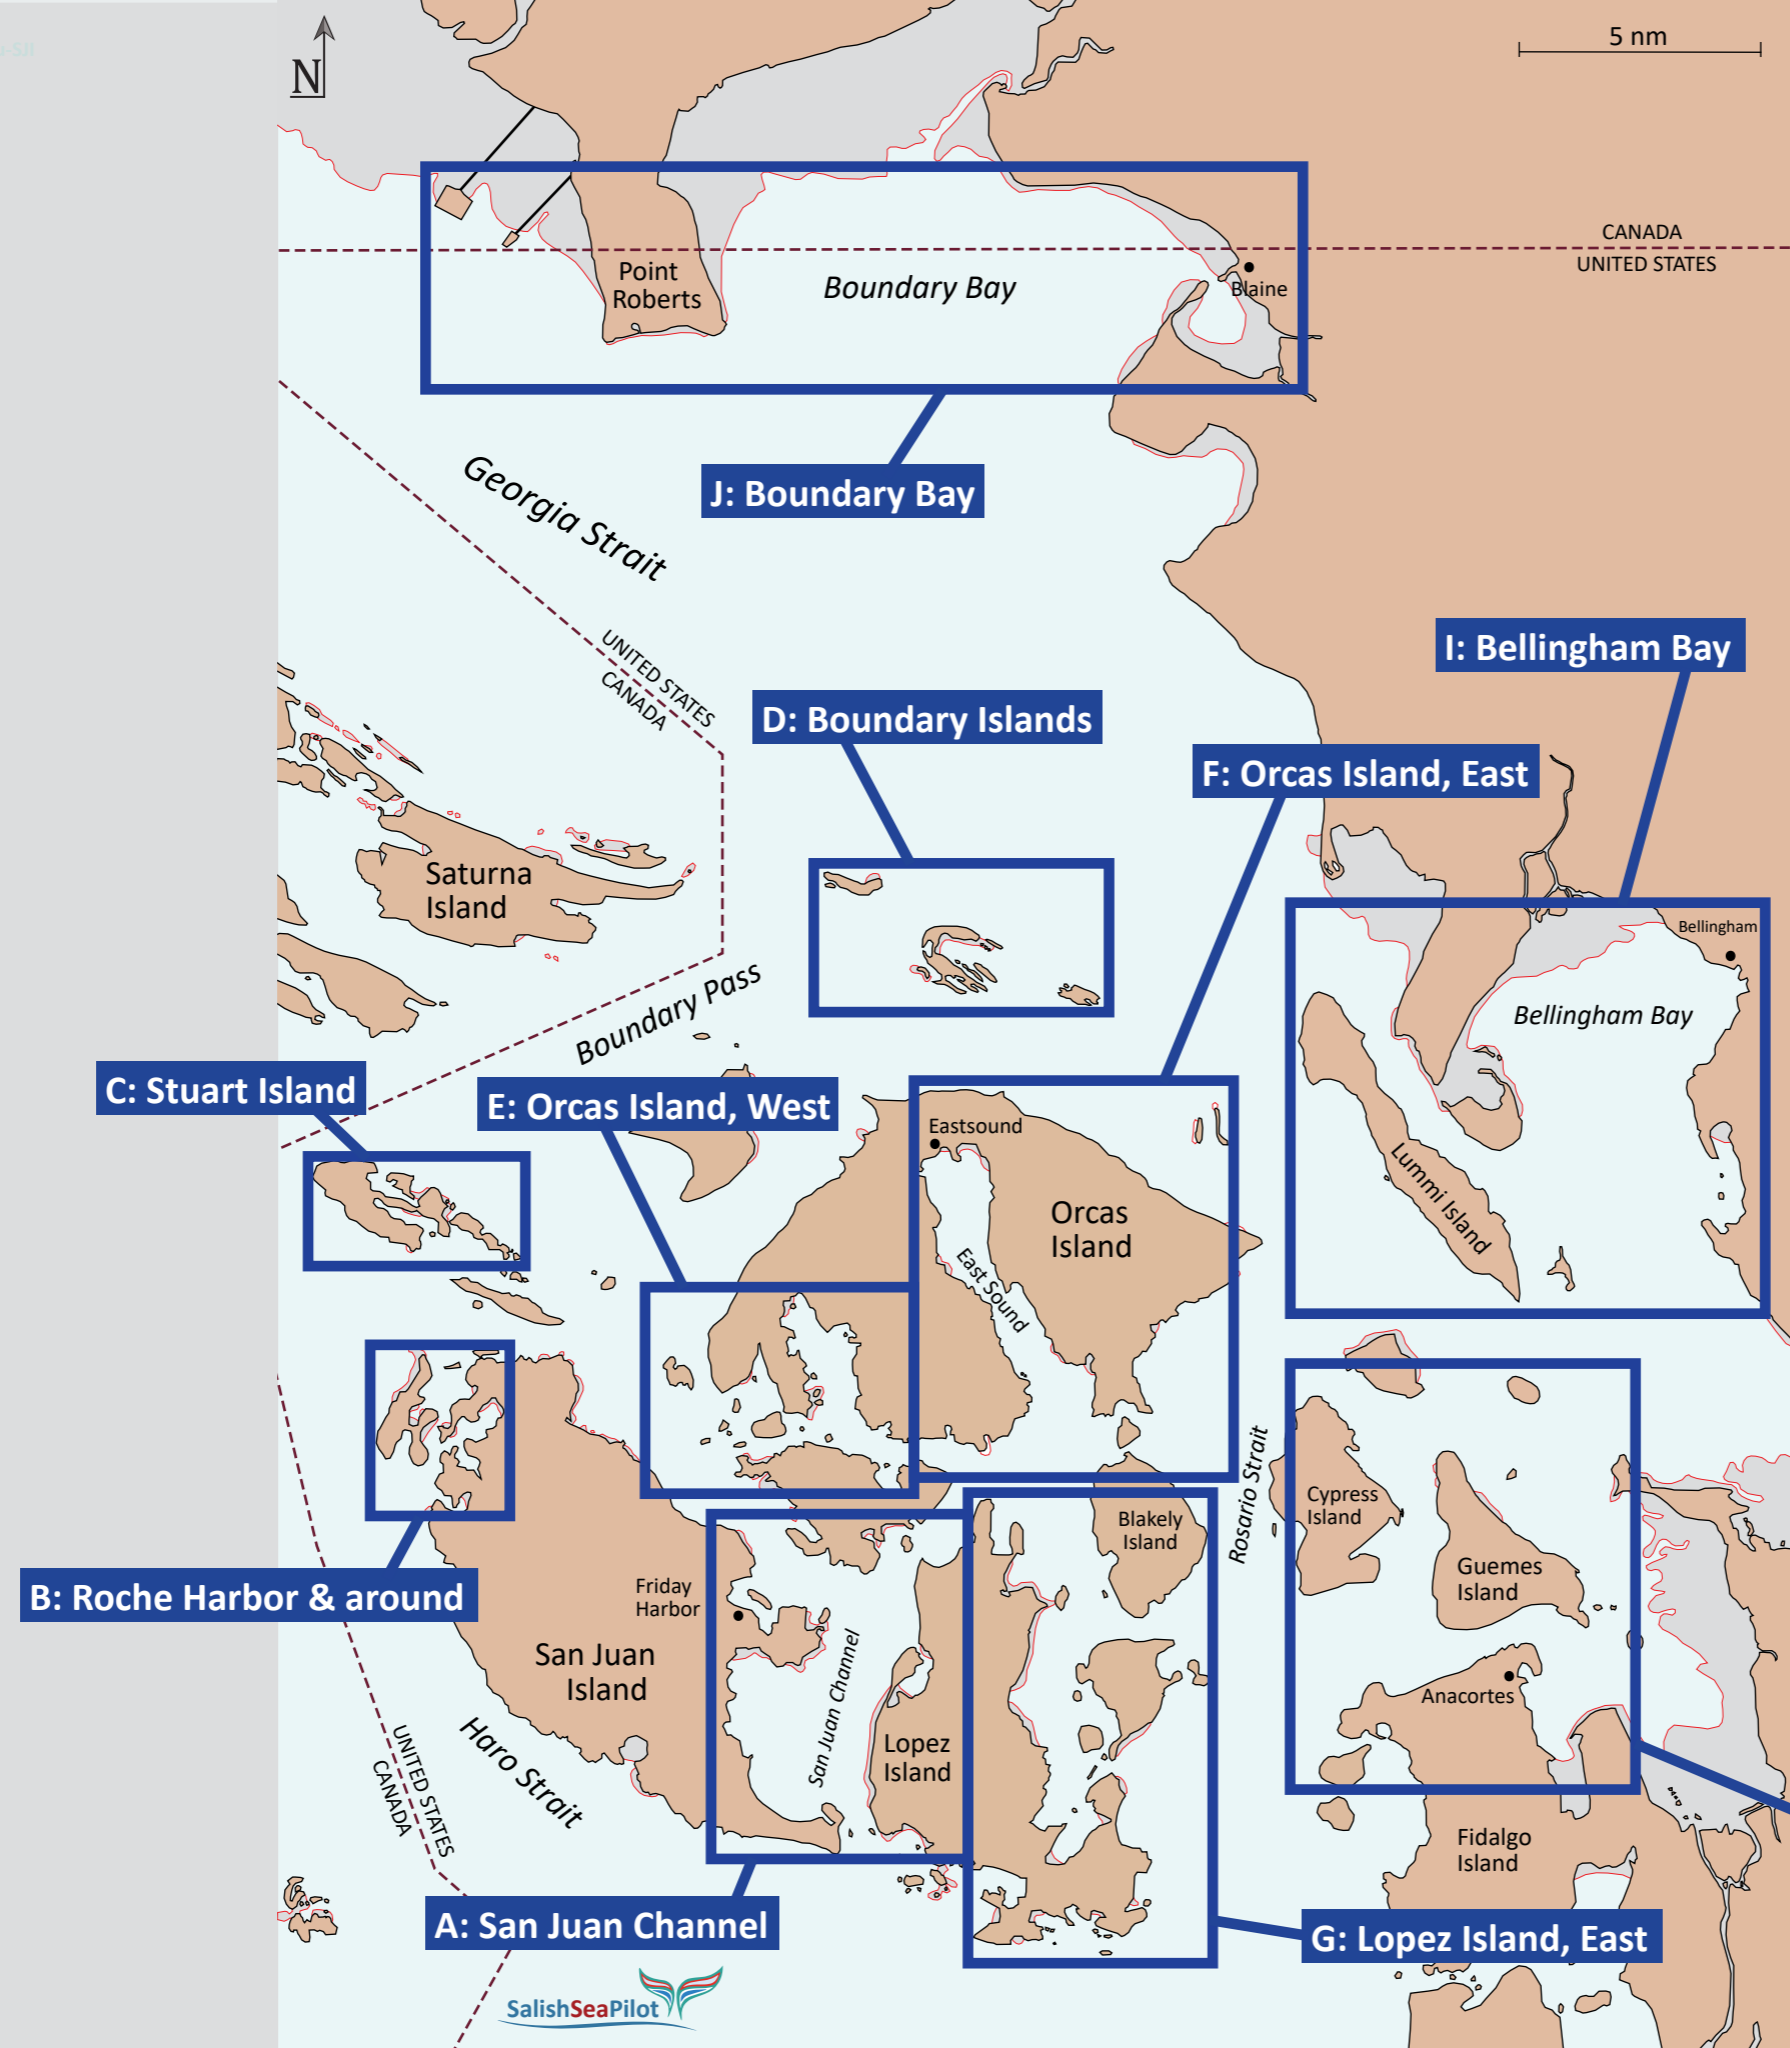 N
5 nm
CANADA
UNITED STATES
Point
Roberts
Boundary Bay
Blaine
J: Boundary Bay
Georgia Strait
UNITED STATES
CANADA
I: Bellingham Bay
D: Boundary Islands
F: Orcas Island, East
Saturna
Island
Bellingham
Bellingham Bay
Boundary Pass
C: Stuart Island
E: Orcas Island, West
Eastsound
Orcas
Island
East Sound
Lummi Island
Rosario Strait
Cypress
Island
Blakely
Island
Guemes
Island
Friday
Harbor
B: Roche Harbor & around
San Juan
Island
San Juan Channel
Anacortes
Lopez
Island
Haro Strait
UNITED STATES
CANADA
Fidalgo
Island
A: San Juan Channel
G: Lopez Island, East
SalishSeaPilot